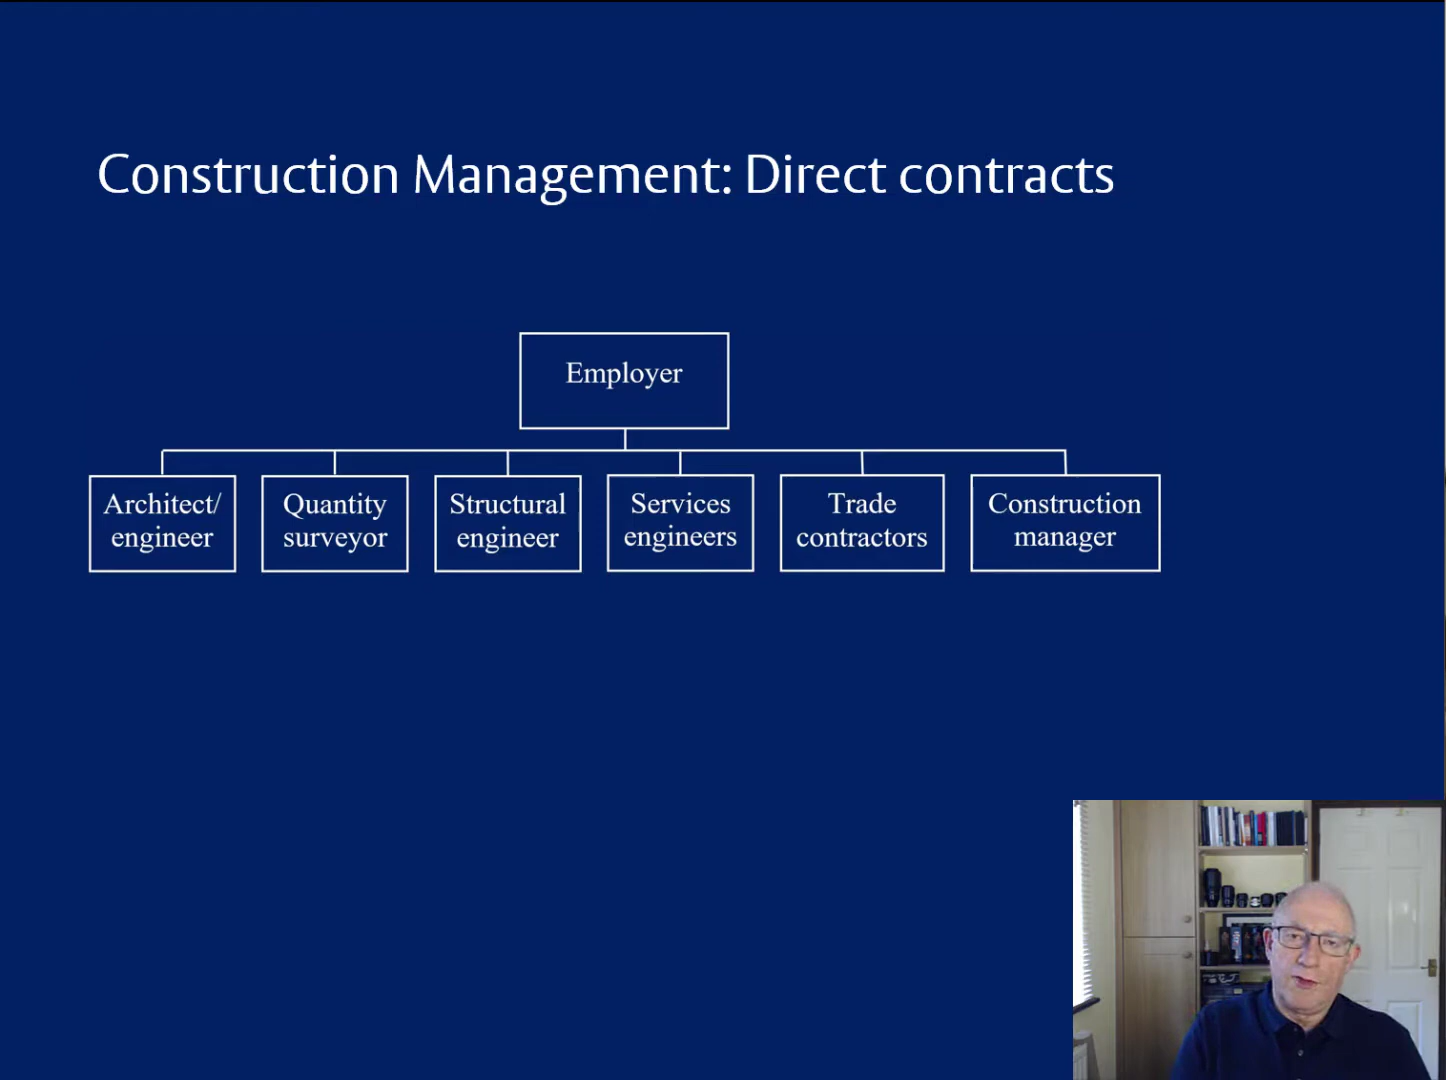 Construction Management: Direct contracts
Employer
Architect/
engineer
Quantity
surveyor
Structural
engineer
Services
engineers
Trade
contractors
Construction
manager